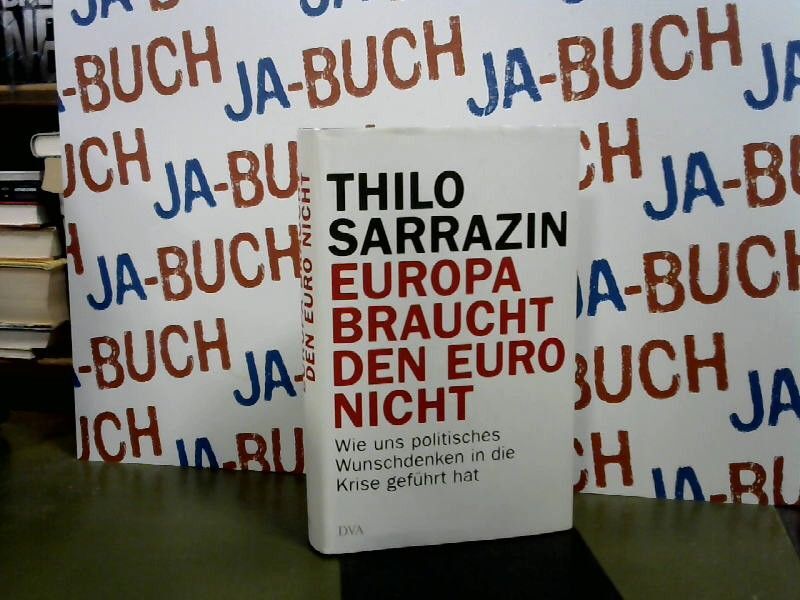 JA-BUCH
JA-BUCH
JA-BUCH
JA-BUCH
JA-BUCH
JA-BUCH
THILO
SARRAZIN
EUROPA
BRAUCHT
DEN EURO
NICHT
Wie uns politisches
Wunschdenken in die
Krise geführt hat
DVA
DEN EURO NICHT